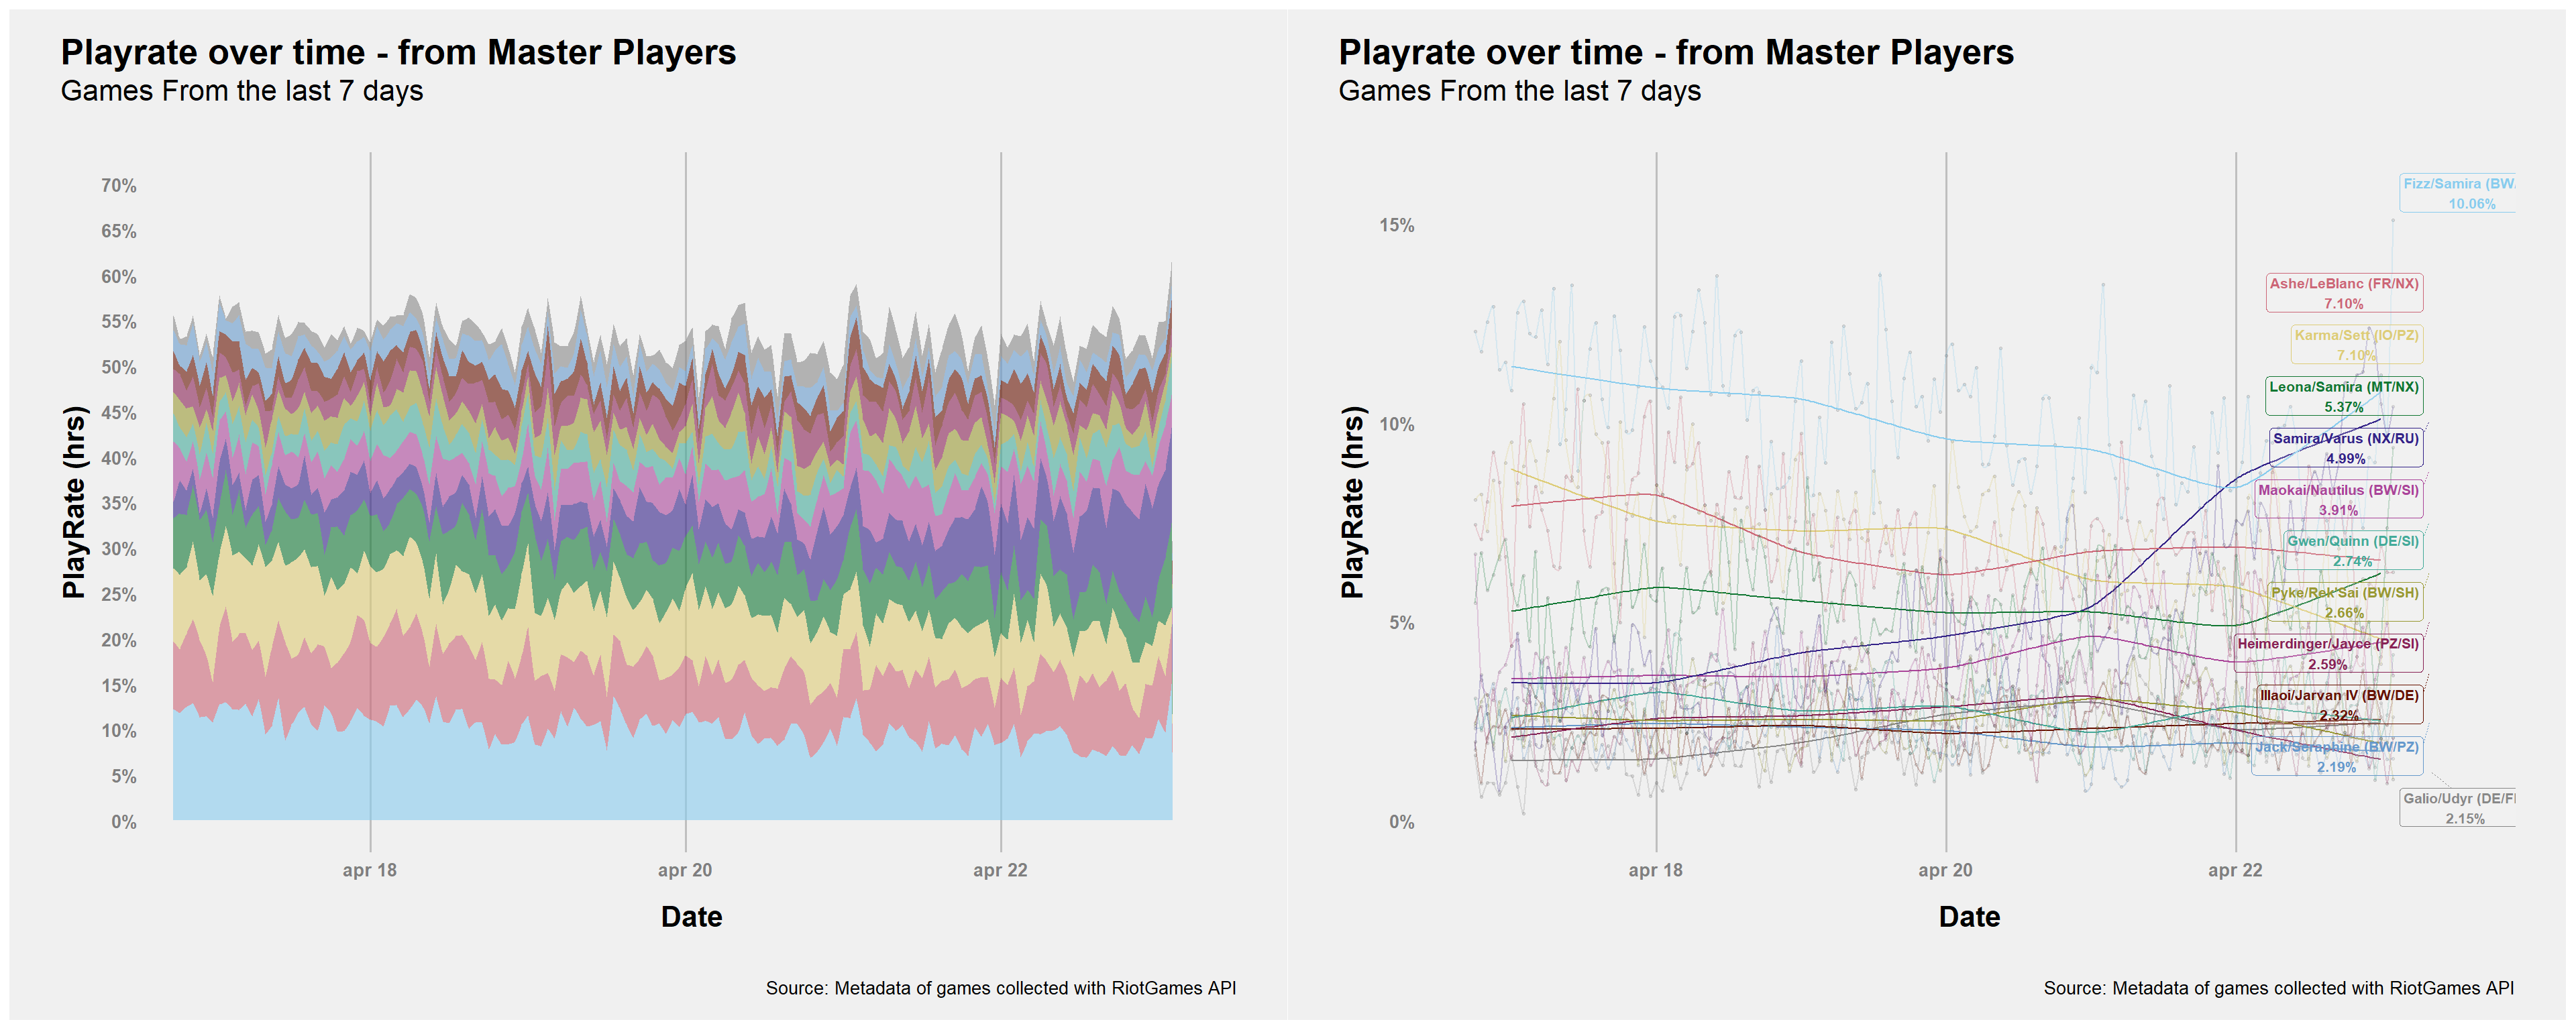 Playrate over time - from Master Players
Games From the last 7 days
70%
65%
60%
55%
50%
45%
40%
35%
30%
25%
20%
15%
10%
5%
0%
PlayRate (hrs)
apr 18
apr 20
apr 22
Date
Source: Metadata of games collected with RiotGames API
Playrate over time - from Master Players
Games From the last 7 days
15%
10%
5%
0%
PlayRate (hrs)
Fizz/Samira (BW.
10.06%
Ashe/LeBlanc (FR/NX)
7.10%
Karma/Sett (IO/PZ)
7.10%
Leona/Samira (MT/NX)
5.37%
Samira/Varus (NX/RU)
4.99%
Maokai/Nautilus (BW/SI)
3.91%
Gwen/Quinn (DE/SI)
2.74%
Pyke/Rek'Sai (BW/SH)
2.66%
Heimerdinger/Jayce (PZ/SI)
2.59%
Illaoi/Jarvan IV (BW/DE)
2.32%
Jack/Seraphine (BW/PZ)
2.19%
Galio/Udyr (DE/F
2.15%
apr 18
apr 20
apr 22
Date
Source: Metadata of games collected with RiotGames API